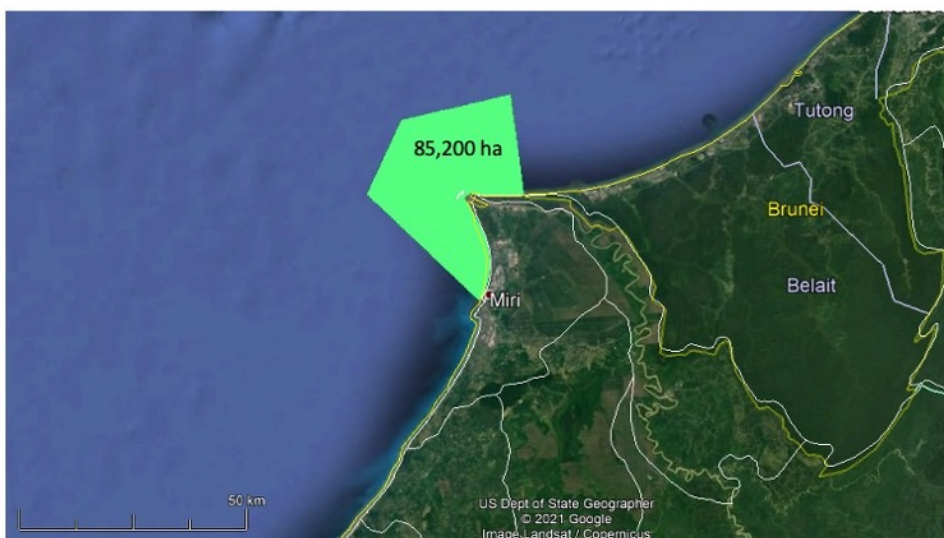 85,200 ha
Tutong
Brunei
Belait
Miri
50 km
US Dept of State Geographer
© 2021 Google
Image Landsat / Copernicus